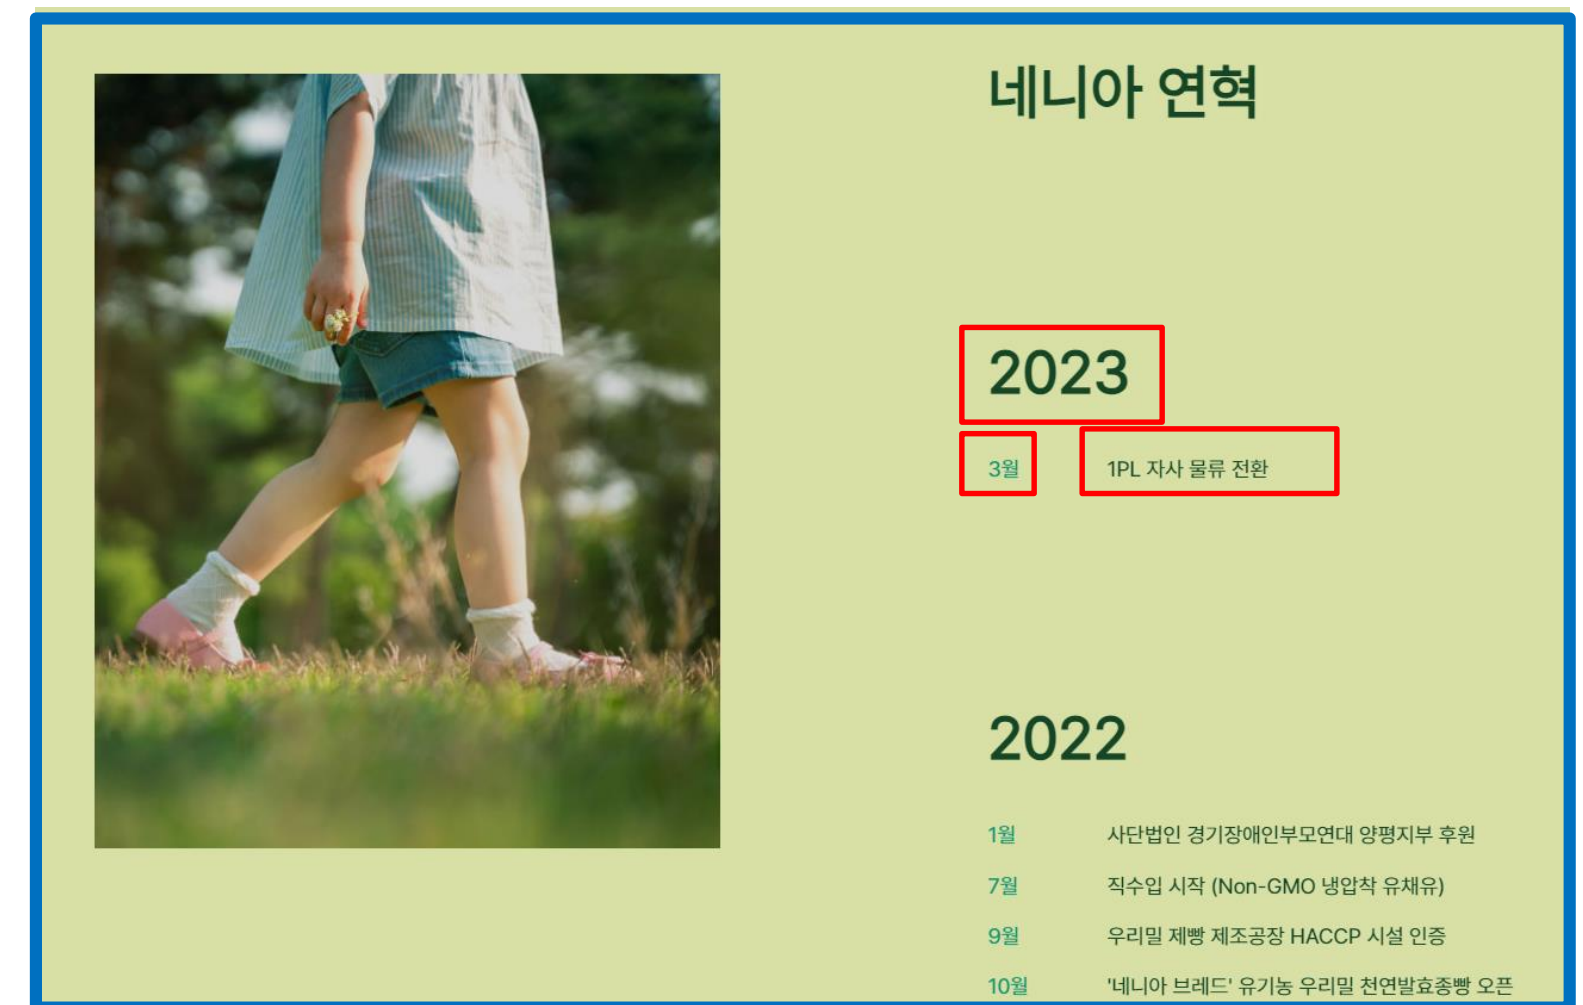 네니아 연혁
2023
3월 1PL 자사 물류 전환
2022
1월 사단법인 경기장애인부모연대 양평지부 후원
7월 직수입 시작 (Non-GMO 냉압착 유채유)
9월 우리밀 제빵 제조공장 HACCP 시설 인증
10월 '네니아 브레드' 유기농 우리밀 천연발효종빵 오픈